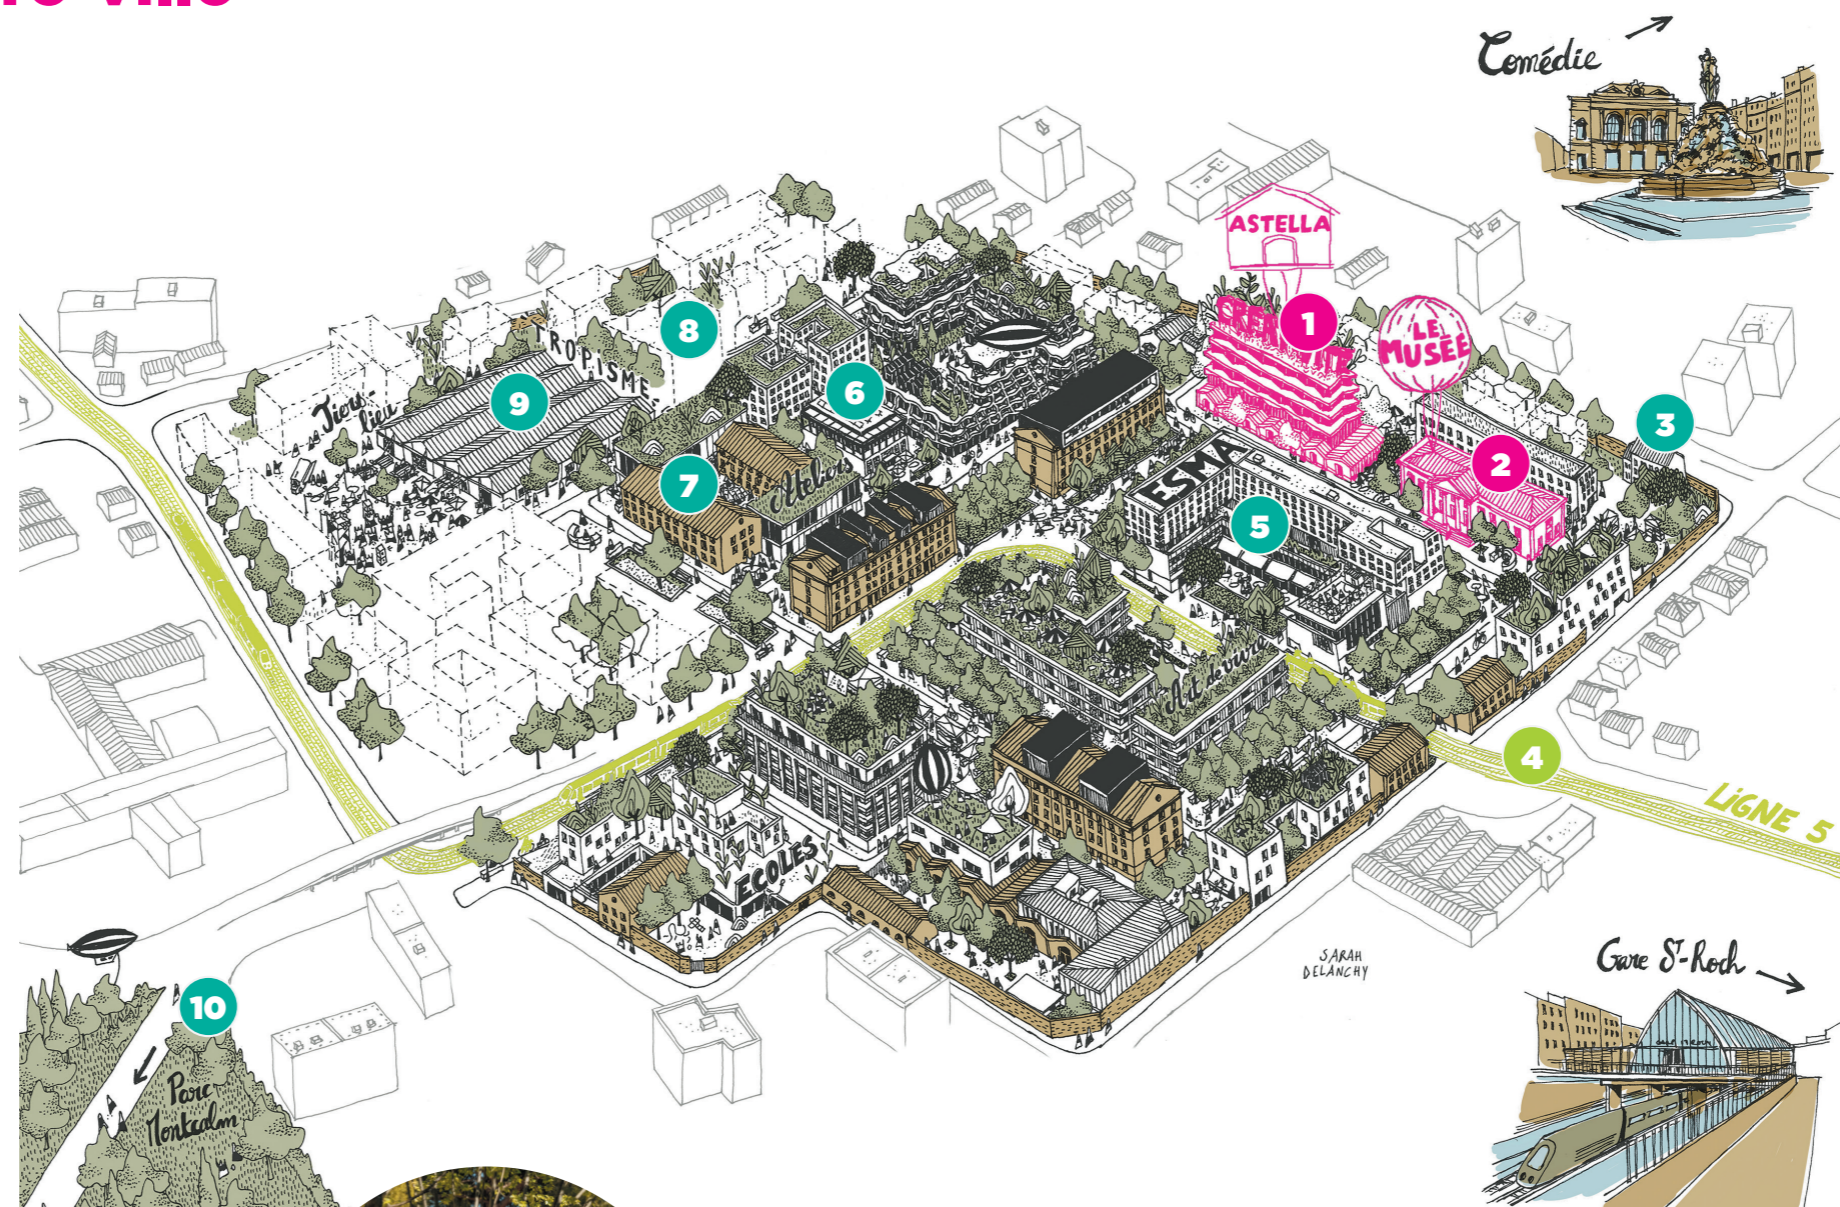 Comédie
ASTELLA
1
LE
MUSÉE
TROPISME
8
Tiers-
lieu
9
6
3
2
7
Ateliers
ESMA
5
Art de vivre
4
LIGNE 5
ECOLES
SARAH
DELANCHY
Gare St-Roch
10
Parc
Montcalm